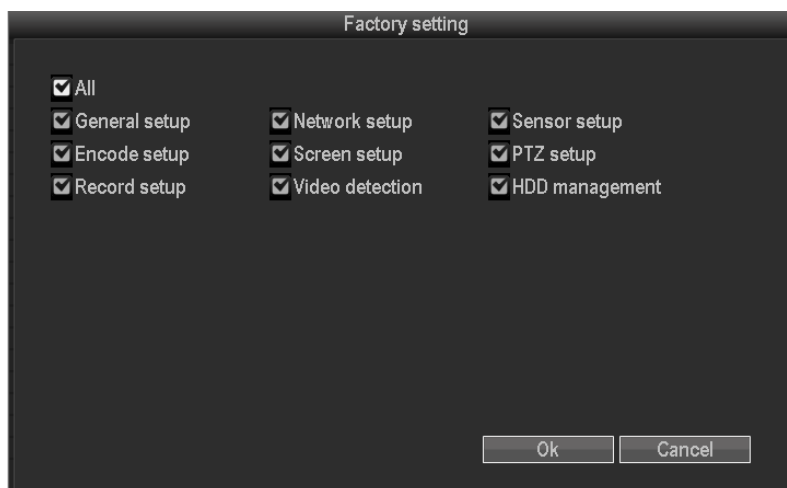 Factory setting
All
General setup Network setup Sensor setup
Encode setup Screen setup PTZ setup
Record setup Video detection HDD management
Ok Cancel